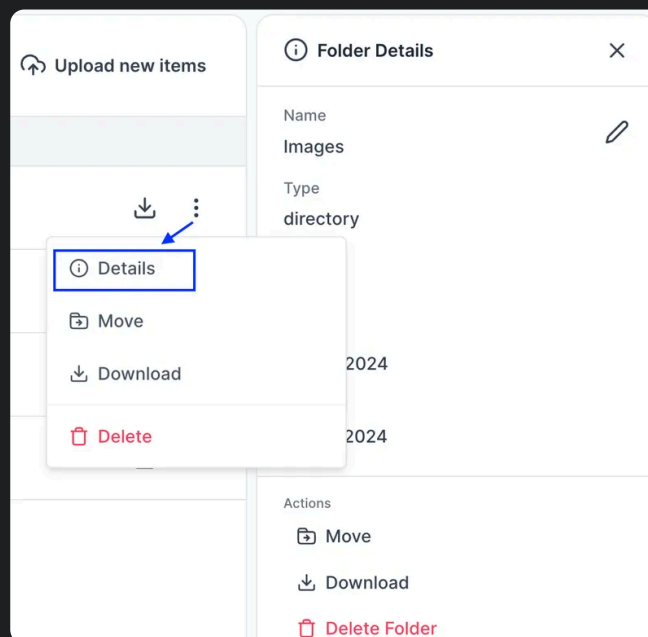 Upload new items
Details
Move
Download
Delete
Folder Details
Name
Images
Type
directory
2024
2024
Actions
Move
Download
Delete Folder